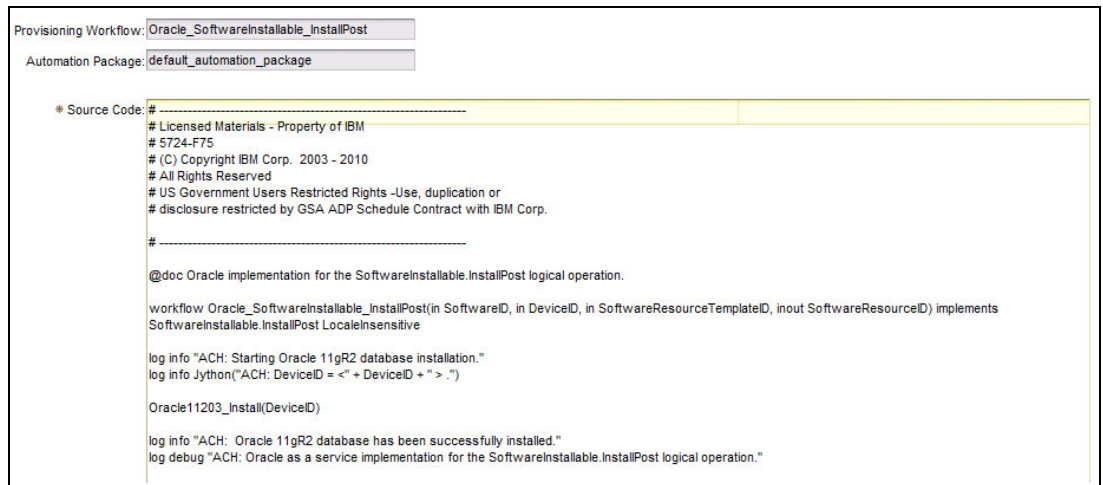 Provisioning Workflow: Oracle_SoftwareInstallable_InstallPost
Automation Package: default_automation_package
* Source Code: # -----------------------------------------------------------------
# Licensed Materials - Property of IBM
# 5724-F75
# (C) Copyright IBM Corp.  2003 - 2010
# All Rights Reserved
# US Government Users Restricted Rights -Use, duplication or
# disclosure restricted by GSA ADP Schedule Contract with IBM Corp.
# -----------------------------------------------------------------
@doc Oracle implementation for the SoftwareInstallable.InstallPost logical operation.
workflow Oracle_SoftwareInstallable_InstallPost(in SoftwareID, in DeviceID, in SoftwareResourceTemplateID, inout SoftwareResourceID) implements
SoftwareInstallable.InstallPost LocaleInsensitive
log info "ACH: Starting Oracle 11gR2 database installation."
log info Jython("ACH: DeviceID = <" + DeviceID + " > .")
Oracle11203_Install(DeviceID)
log info "ACH:  Oracle 11gR2 database has been successfully installed."
log debug "ACH: Oracle as a service implementation for the SoftwareInstallable.InstallPost logical operation."